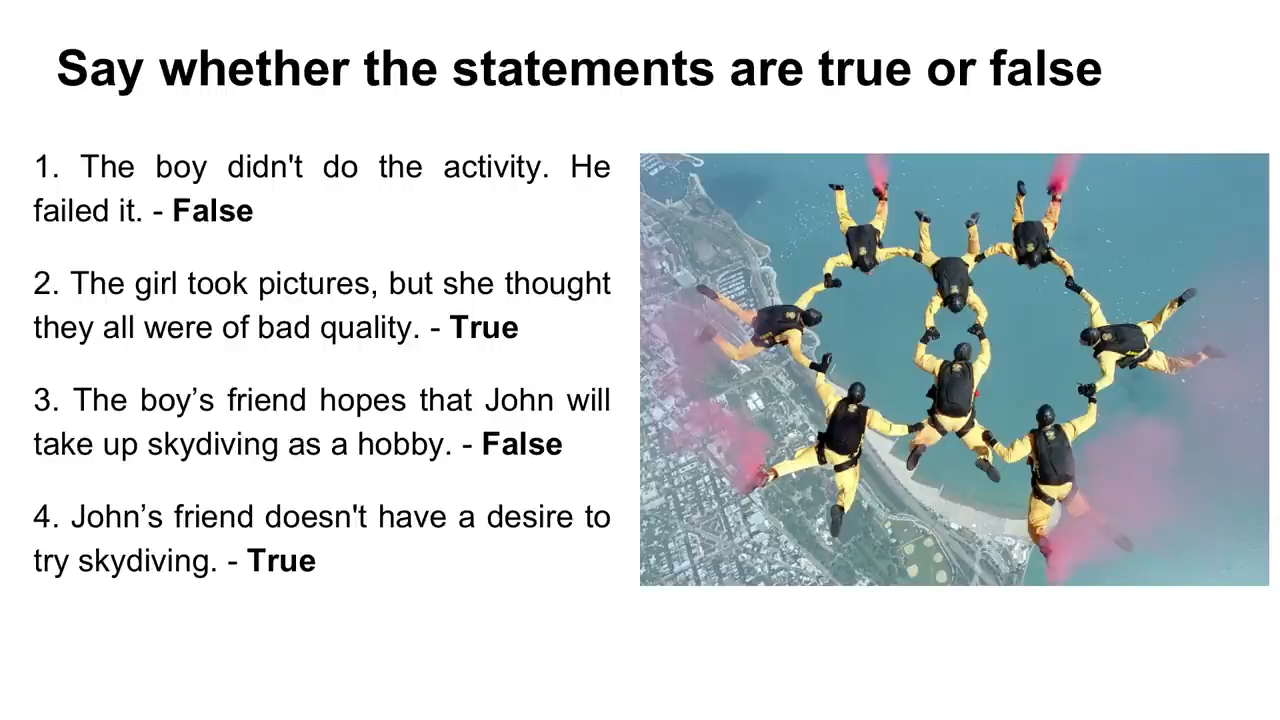 Say whether the statements are true or false
1. The boy didn't do the activity. He
failed it. - False
2. The girl took pictures, but she thought
they all were of bad quality. - True
3. The boy’s friend hopes that John will
take up skydiving as a hobby. - False
4. John’s friend doesn't have a desire to
try skydiving. - True